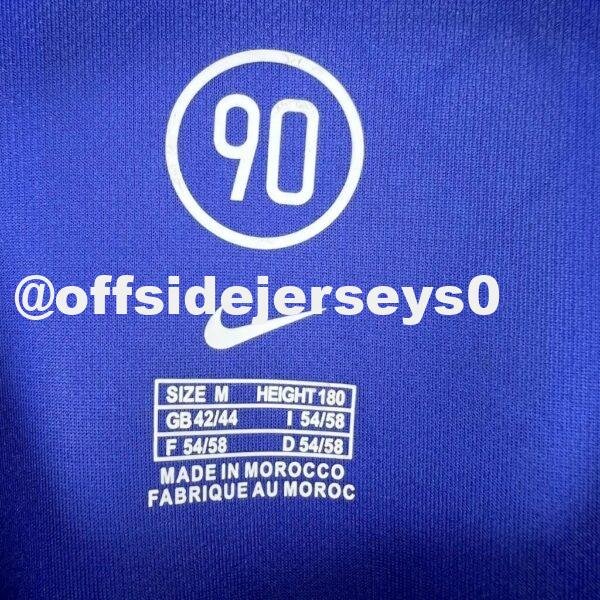 90
@offsidejerseys0
SIZE M HEIGHT 180
GB 42/44 I 54/58
F 54/58 D 54/58
MADE IN MOROCCO
FABRIQUE AU MOROC